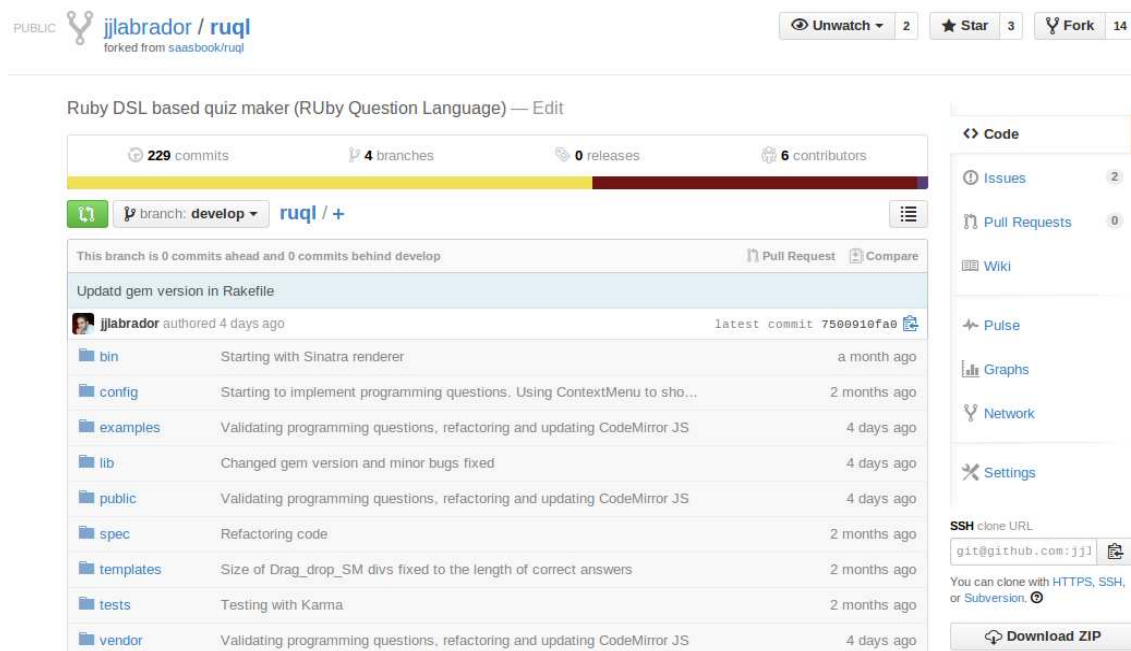 PUBLIC jjlabrador / ruql
forked from saasbook/ruql
Unwatch 2 Star 3 Fork 14
Ruby DSL based quiz maker (RUby Question Language) — Edit
229 commits 4 branches 0 releases 6 contributors
branch: develop ruql / +
This branch is 0 commits ahead and 0 commits behind develop Pull Request Compare
Updatd gem version in Rakefile
jjlabrador authored 4 days ago latest commit 7500910fa0
bin Starting with Sinatra renderer a month ago
config Starting to implement programming questions. Using ContextMenu to sho... 2 months ago
examples Validating programming questions, refactoring and updating CodeMirror JS 4 days ago
lib Changed gem version and minor bugs fixed 4 days ago
public Validating programming questions, refactoring and updating CodeMirror JS 4 days ago
spec Refactoring code 2 months ago
templates Size of Drag_drop_SM divs fixed to the length of correct answers 2 months ago
tests Testing with Karma 2 months ago
vendor Validating programming questions, refactoring and updating CodeMirror JS 4 days ago
Code
Issues 2
Pull Requests 0
Wiki
Pulse
Graphs
Network
Settings
SSH clone URL
git@github.com:jjl
You can clone with HTTPS, SSH,
or Subversion.
Download ZIP